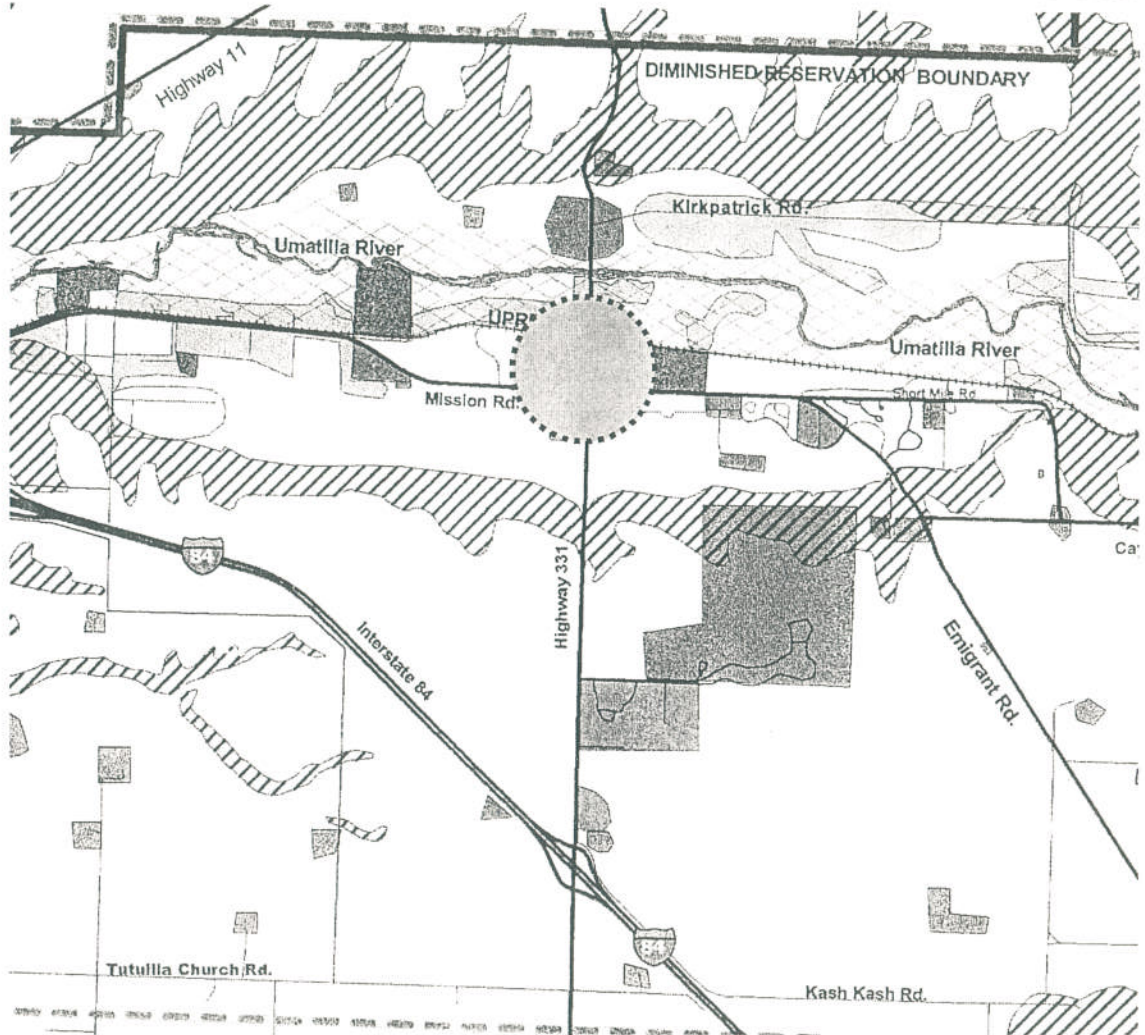 Highway 11
DIMINISHED RESERVATION BOUNDARY
Kirkpatrick Rd.
Umatilla River
UPR
Umatilla River
Mission Rd.
Short Mile Rd
84
Highway 331
Interstate 84
Emigrant Rd.
84
Tutuilla Church Rd.
Kash Kash Rd.